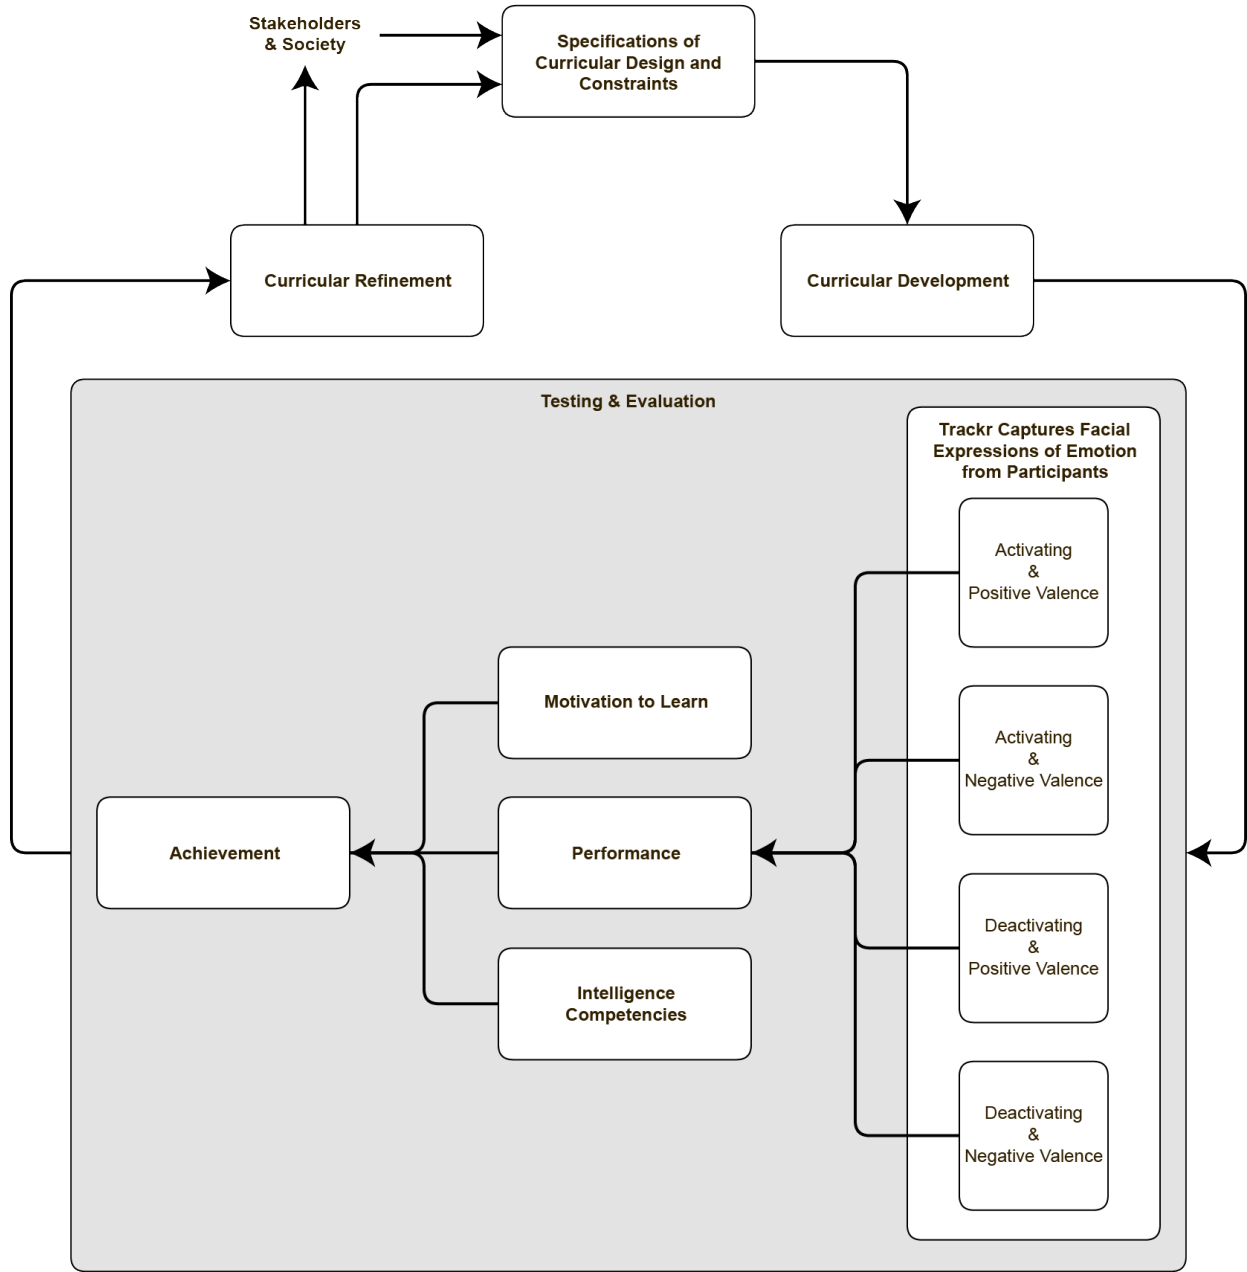 Stakeholders
& Society
Specifications of
Curricular Design and
Constraints
Curricular Refinement
Curricular Development
Testing & Evaluation
Trackr Captures Facial
Expressions of Emotion
from Participants
Activating
&
Positive Valence
Activating
&
Negative Valence
Deactivating
&
Positive Valence
Deactivating
&
Negative Valence
Motivation to Learn
Performance
Intelligence
Competencies
Achievement